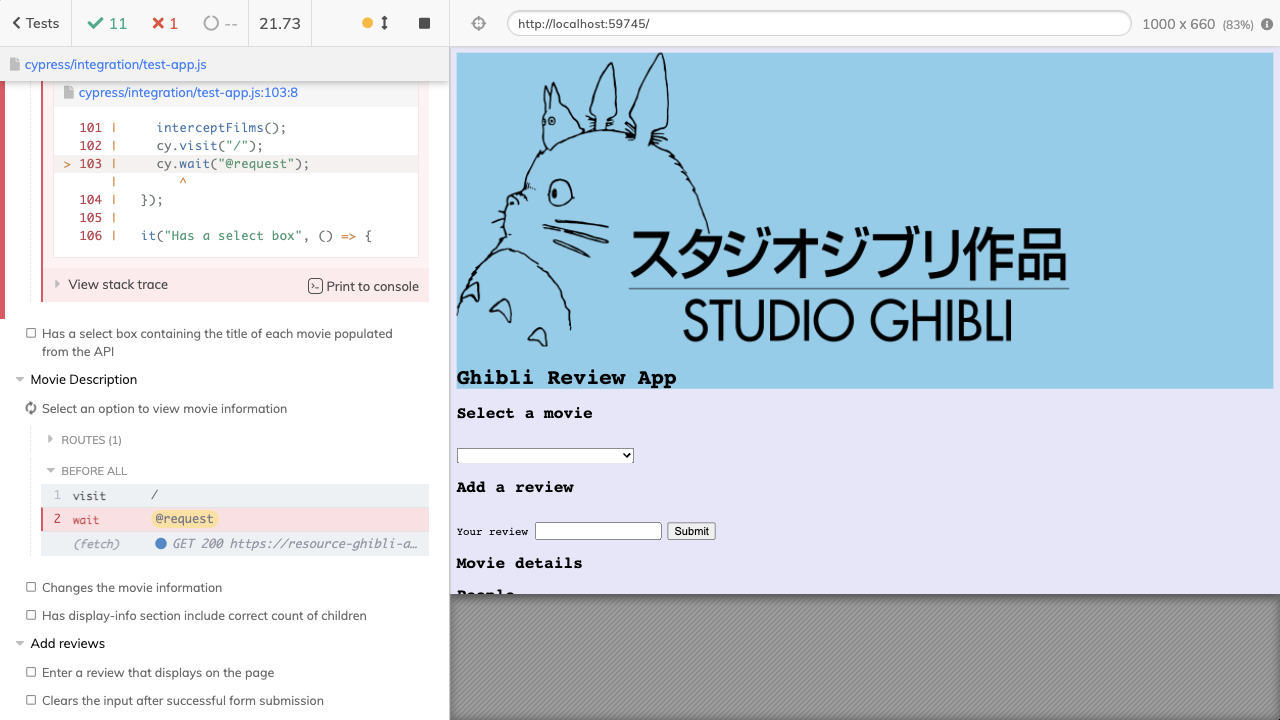 Tests
11
1
--
21.73
http://localhost:59745/
1000 x 660 (83%)
cypress/integration/test-app.js
cypress/integration/test-app.js:103:8
101 | interceptFilms();
102 | cy.visit("/");
> 103 | cy.wait("@request");
| ^
104 | });
105 |
106 | it("Has a select box", () => {
View stack trace
Print to console
Has a select box containing the title of each movie populated
from the API
Movie Description
Select an option to view movie information
ROUTES (1)
BEFORE ALL
1 visit /
2 wait @request
(fetch) GET 200 https://resource-ghibli-a…
Changes the movie information
Has display-info section include correct count of children
Add reviews
Enter a review that displays on the page
Clears the input after successful form submission
スタジオジブリ作品
STUDIO GHIBLI
Ghibli Review App
Select a movie
Add a review
Your review
Submit
Movie details
People